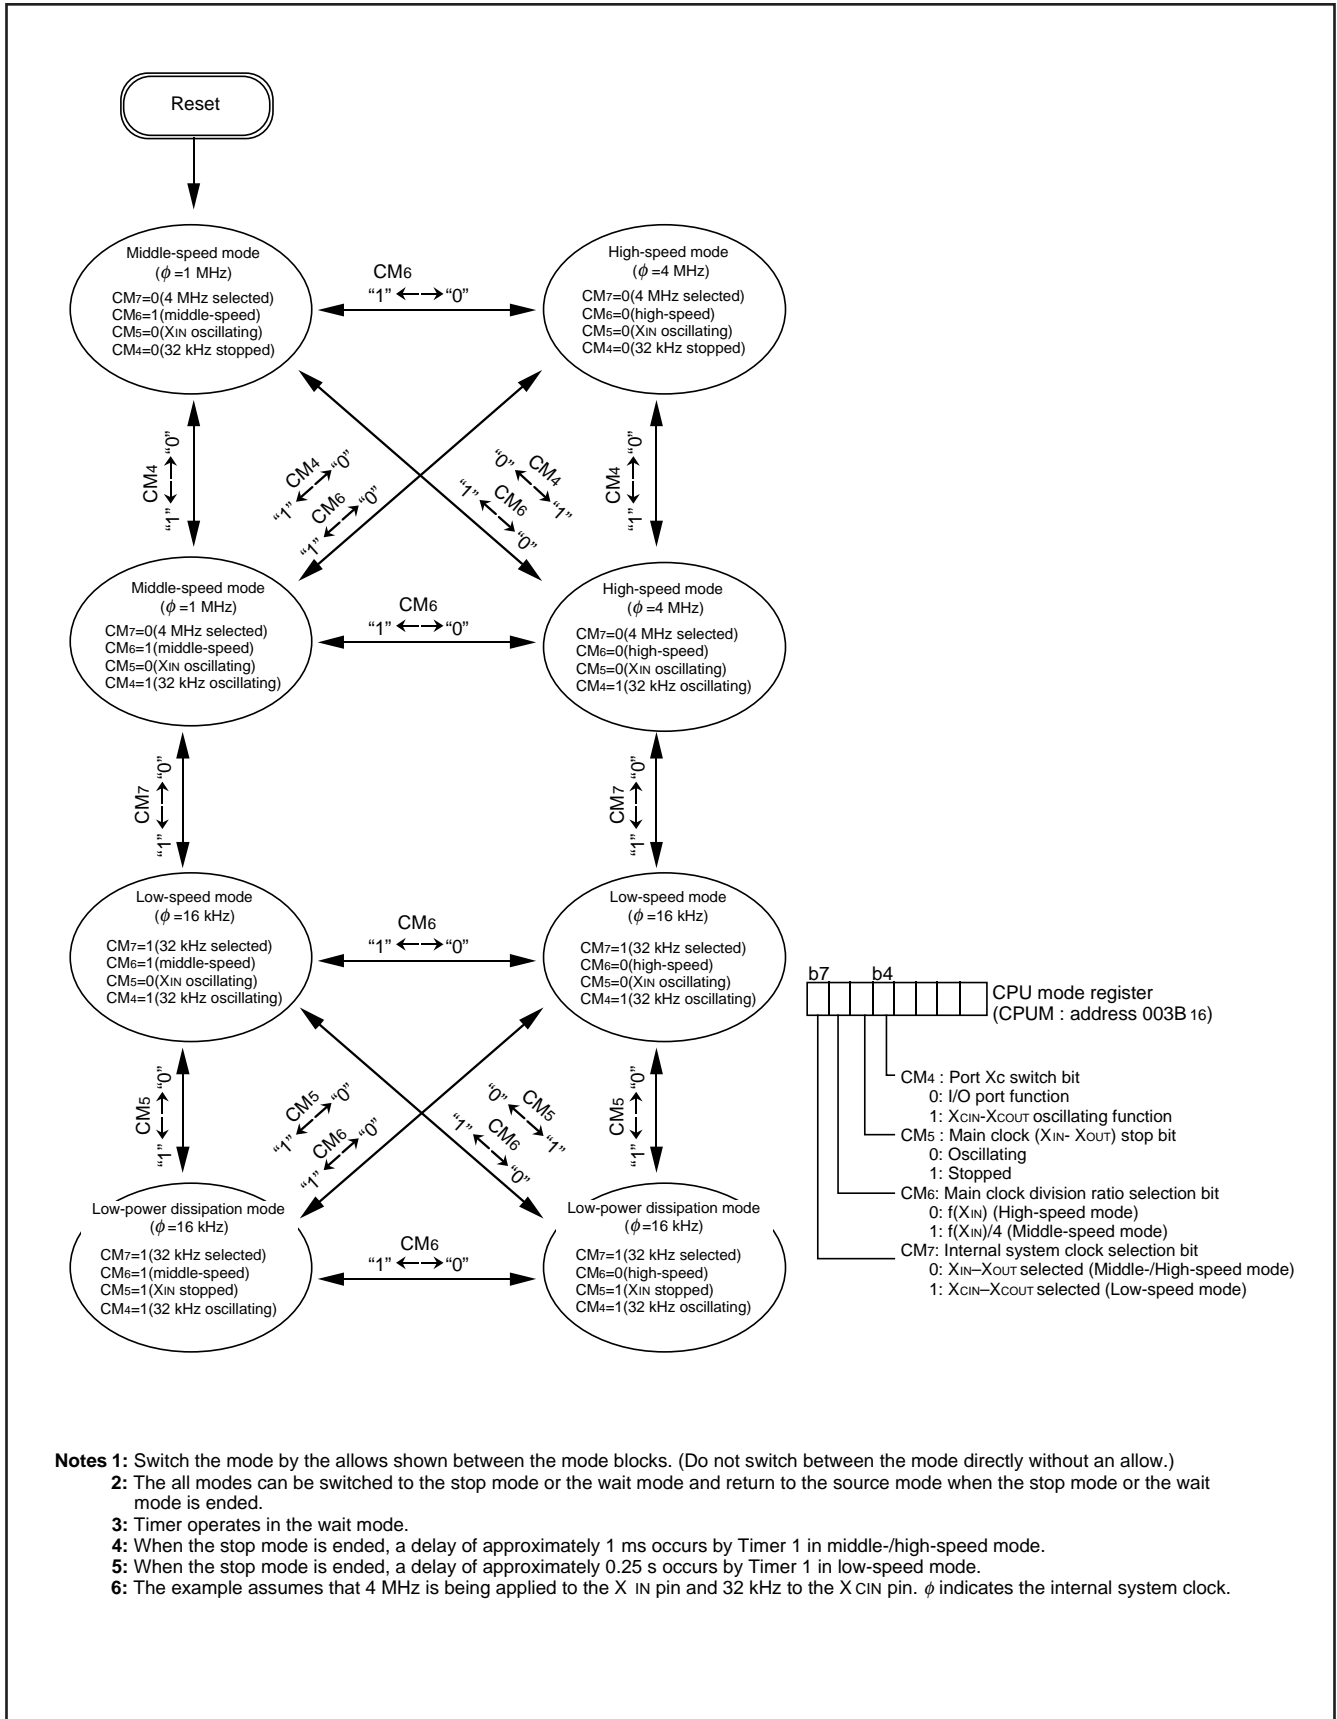 Reset
Middle-speed mode
(ϕ =1 MHz)
CM7=0(4 MHz selected)
CM6=1(middle-speed)
CM5=0(XIN oscillating)
CM4=0(32 kHz stopped)
CM6
“1” ←→ “0”
High-speed mode
(ϕ =4 MHz)
CM7=0(4 MHz selected)
CM6=0(high-speed)
CM5=0(XIN oscillating)
CM4=0(32 kHz stopped)
CM4
“1” ←→ “0”
CM4
“1” ←→ “0”
CM6
“1” ←→ “0”
CM4
“0” ←→ “1”
CM6
“1” ←→ “0”
CM4
“1” ←→ “0”
Middle-speed mode
(ϕ =1 MHz)
CM7=0(4 MHz selected)
CM6=1(middle-speed)
CM5=0(XIN oscillating)
CM4=1(32 kHz oscillating)
CM6
“1” ←→ “0”
High-speed mode
(ϕ =4 MHz)
CM7=0(4 MHz selected)
CM6=0(high-speed)
CM5=0(XIN oscillating)
CM4=1(32 kHz oscillating)
CM7
“1” ←→ “0”
CM7
“1” ←→ “0”
Low-speed mode
(ϕ =16 kHz)
CM7=1(32 kHz selected)
CM6=1(middle-speed)
CM5=0(XIN oscillating)
CM4=1(32 kHz oscillating)
CM6
“1” ←→ “0”
Low-speed mode
(ϕ =16 kHz)
CM7=1(32 kHz selected)
CM6=0(high-speed)
CM5=0(XIN oscillating)
CM4=1(32 kHz oscillating)
CM5
“1” ←→ “0”
CM5
“1” ←→ “0”
CM6
“1” ←→ “0”
CM5
“0” ←→ “1”
CM6
“1” ←→ “0”
CM5
“1” ←→ “0”
Low-power dissipation mode
(ϕ =16 kHz)
CM7=1(32 kHz selected)
CM6=1(middle-speed)
CM5=1(XIN stopped)
CM4=1(32 kHz oscillating)
CM6
“1” ←→ “0”
Low-power dissipation mode
(ϕ =16 kHz)
CM7=1(32 kHz selected)
CM6=0(high-speed)
CM5=1(XIN stopped)
CM4=1(32 kHz oscillating)
b7 b4
CPU mode register
(CPUM : address 003B 16)
CM4 : Port Xc switch bit
0: I/O port function
1: XCIN-XCOUT oscillating function
CM5 : Main clock (XIN- XOUT) stop bit
0: Oscillating
1: Stopped
CM6: Main clock division ratio selection bit
0: f(XIN) (High-speed mode)
1: f(XIN)/4 (Middle-speed mode)
CM7: Internal system clock selection bit
0: XIN–XOUT selected (Middle-/High-speed mode)
1: XCIN–XCOUT selected (Low-speed mode)
Notes 1: Switch the mode by the allows shown between the mode blocks. (Do not switch between the mode directly without an allow.)
2: The all modes can be switched to the stop mode or the wait mode and return to the source mode when the stop mode or the wait
mode is ended.
3: Timer operates in the wait mode.
4: When the stop mode is ended, a delay of approximately 1 ms occurs by Timer 1 in middle-/high-speed mode.
5: When the stop mode is ended, a delay of approximately 0.25 s occurs by Timer 1 in low-speed mode.
6: The example assumes that 4 MHz is being applied to the X IN pin and 32 kHz to the X CIN pin. ϕ indicates the internal system clock.